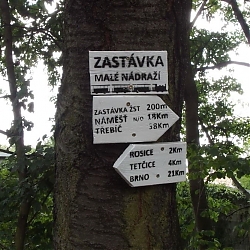 ZASTÁVKA
MALÉ NÁDRAŽÍ
ZASTÁVKA ŽST 200m
NÁMĚŠŤ N/O 18KM
TŘEBÍČ 38KM
ROSICE 2KM
TETČICE 4KM
BRNO 21KM